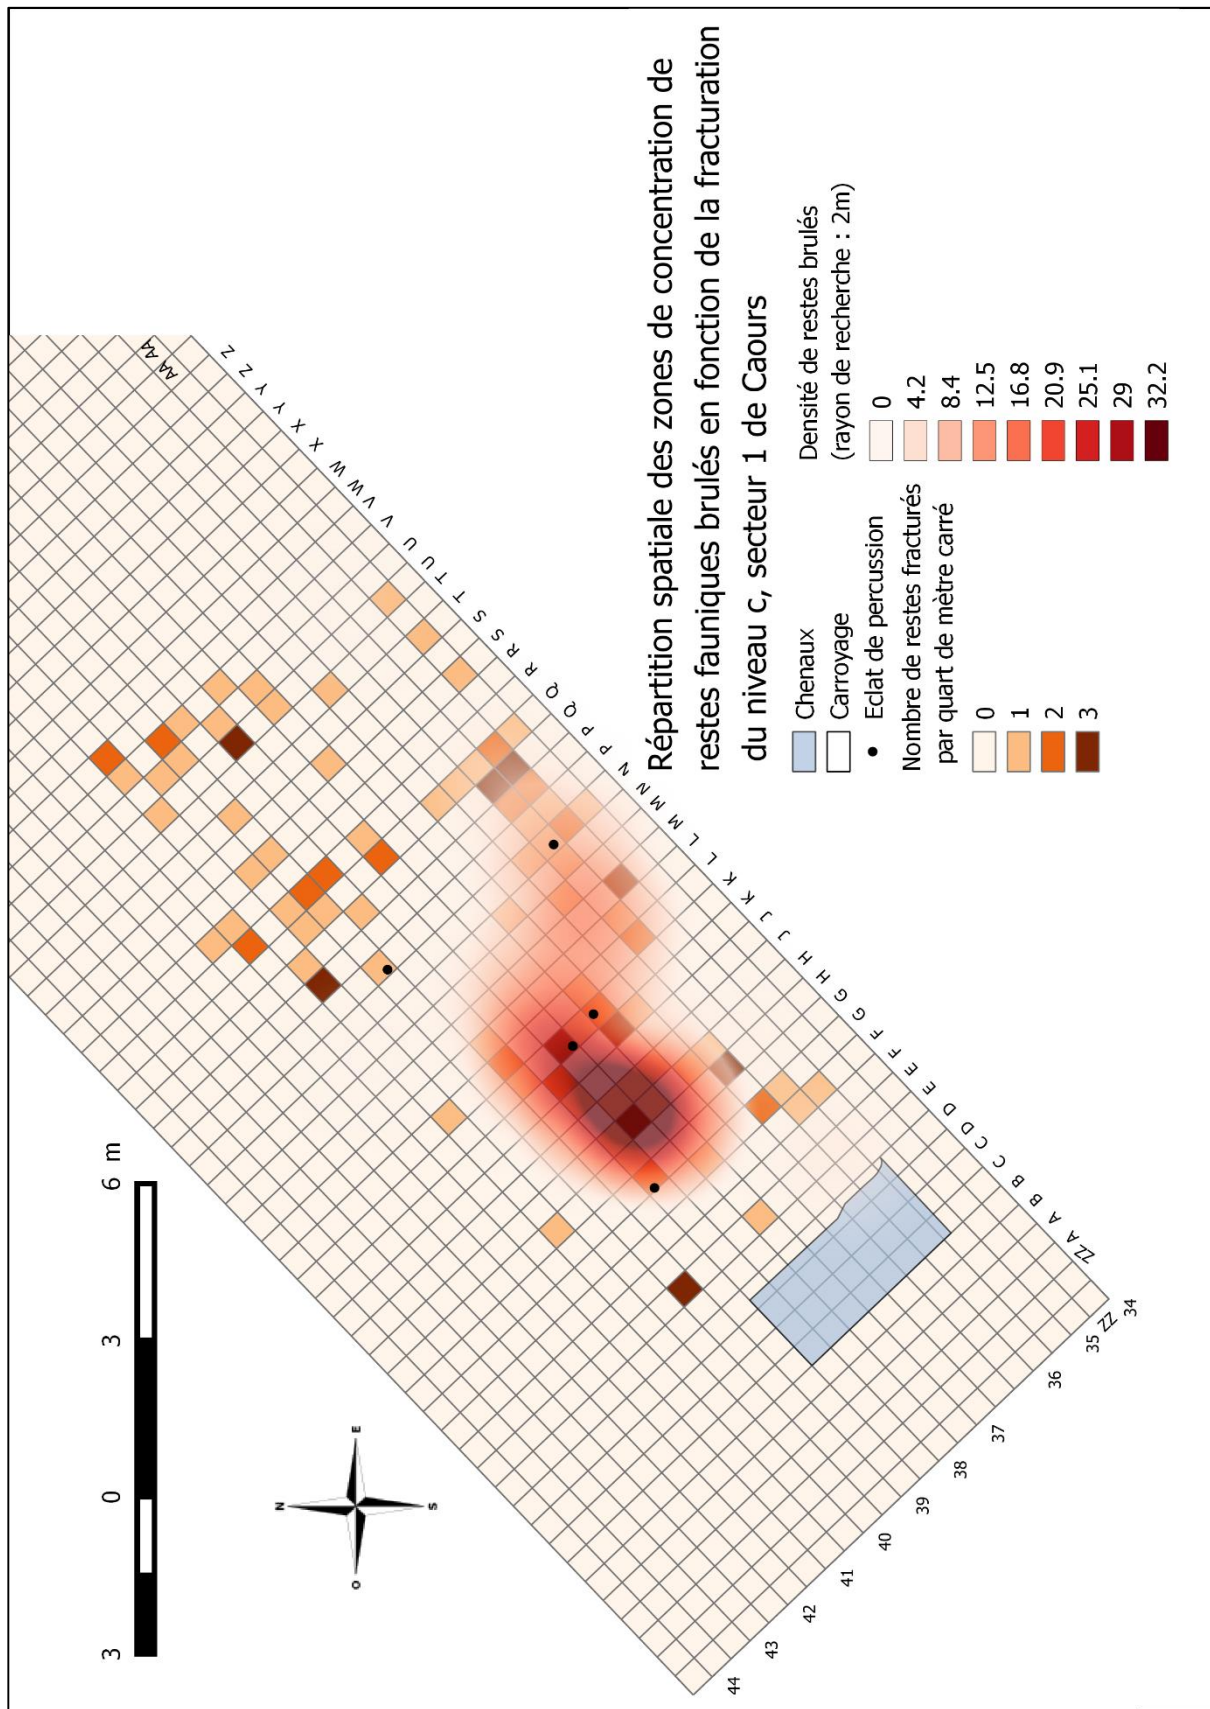 3 0 3 6 m
N
O E
S
44
43
42
41
40
39
38
37
36
35
34
ZZ
ZZ A A B B C C D D E E F F G G H H J J K K L L M M N N P P Q Q R R S S T T U U V V W W X X Y Y Z Z
AA AA
Répartition spatiale des zones de concentration de
restes fauniques brulés en fonction de la fracturation
du niveau c, secteur 1 de Caours
Chenaux
Carroyage
Eclat de percussion
Nombre de restes fracturés
par quart de mètre carré
0
1
2
3
Densité de restes brulés
(rayon de recherche : 2m)
0
4.2
8.4
12.5
16.8
20.9
25.1
29
32.2